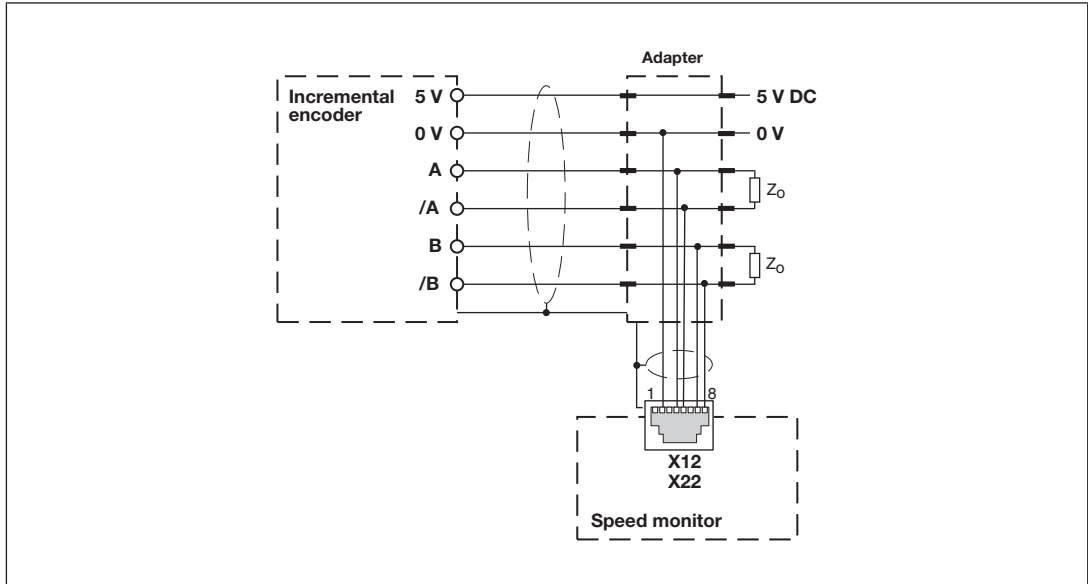 Adapter
Incremental
encoder
5 V
5 V DC
0 V
0 V
A
/A
Z0
B
/B
Z0
1
8
X12
X22
Speed monitor